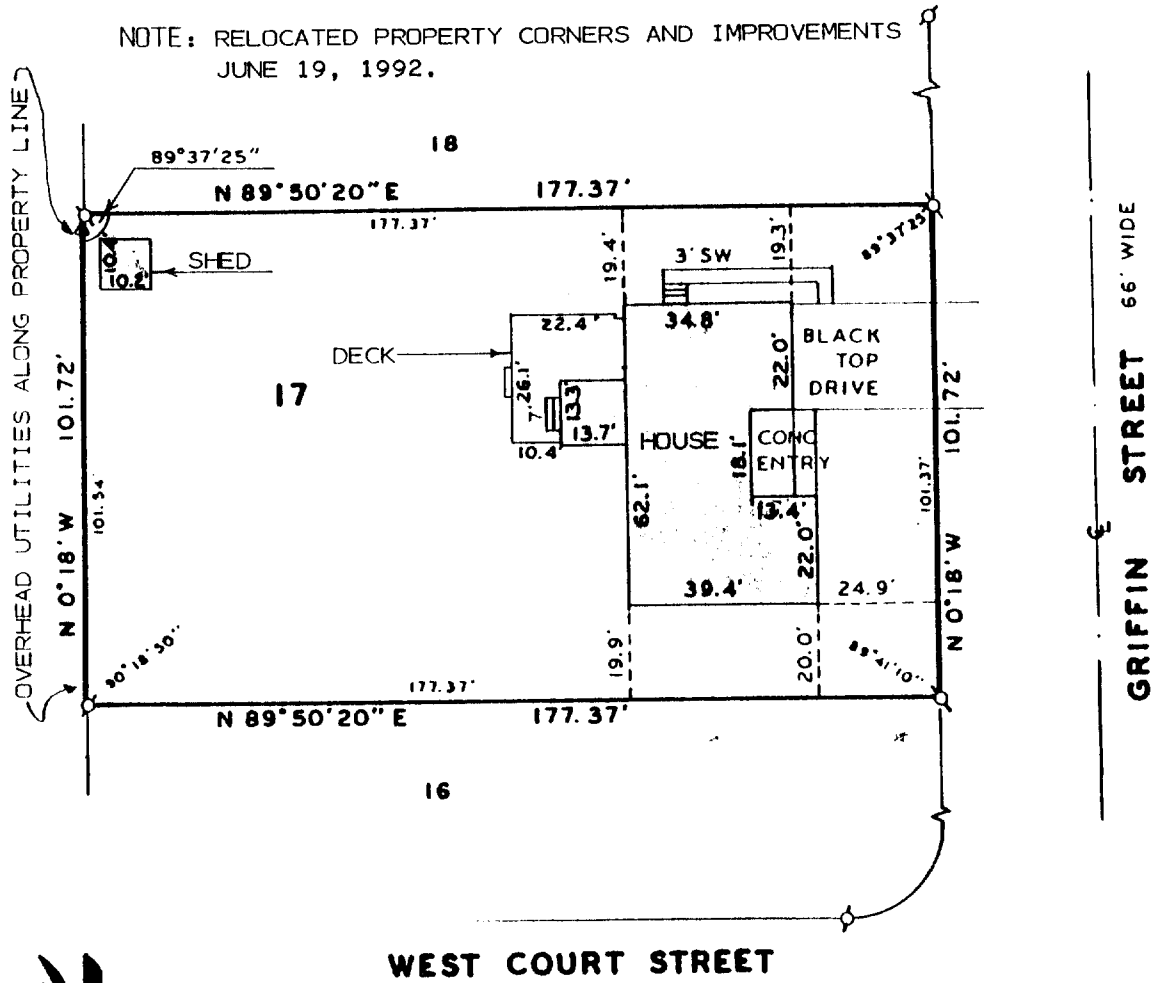 NOTE: RELOCATED PROPERTY CORNERS AND IMPROVEMENTS
JUNE 19, 1992.
OVERHEAD UTILITIES ALONG PROPERTY LINE
18
89°37'25"
N 89°50'20" E 177.37'
177.37'
89°37'25"
10.4'
10.2'
SHED
19.4'
19.3'
3' SW
34.8'
22.4'
DECK
26.1'
7'
13.3'
13.7'
10.4'
17
HOUSE
62.1'
22.0'
BLACK
TOP
DRIVE
CONC
ENTRY
18.1'
13.4'
22.0'
39.4'
24.9'
19.9'
20.0'
N 0°18' W 101.72'
101.54'
101.37'
N 0°18' W 101.72'
90°18'50"
89°41'10"
177.37'
N 89°50'20" E 177.37'
16
GRIFFIN STREET 66' WIDE
℄
WEST COURT STREET